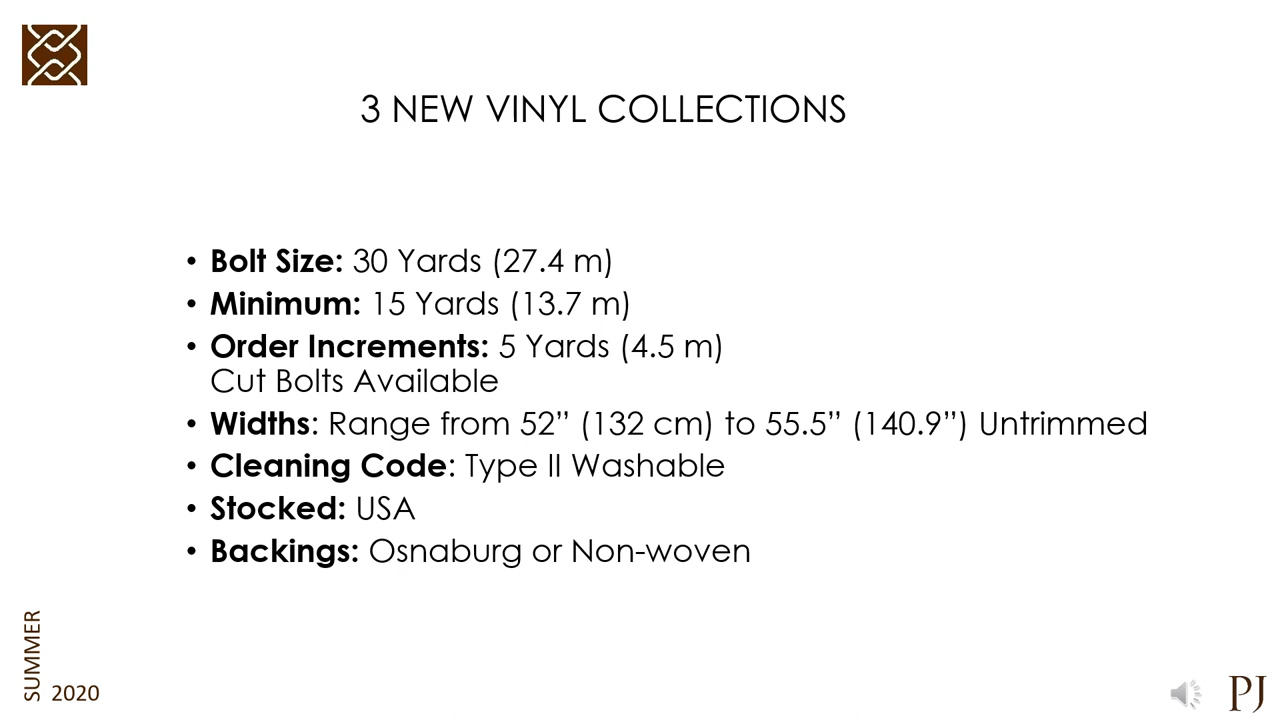 3 NEW VINYL COLLECTIONS
• Bolt Size: 30 Yards (27.4 m)
• Minimum: 15 Yards (13.7 m)
• Order Increments: 5 Yards (4.5 m)
Cut Bolts Available
• Widths: Range from 52” (132 cm) to 55.5” (140.9”) Untrimmed
• Cleaning Code: Type II Washable
• Stocked: USA
• Backings: Osnaburg or Non-woven
SUMMER
2020
PJ